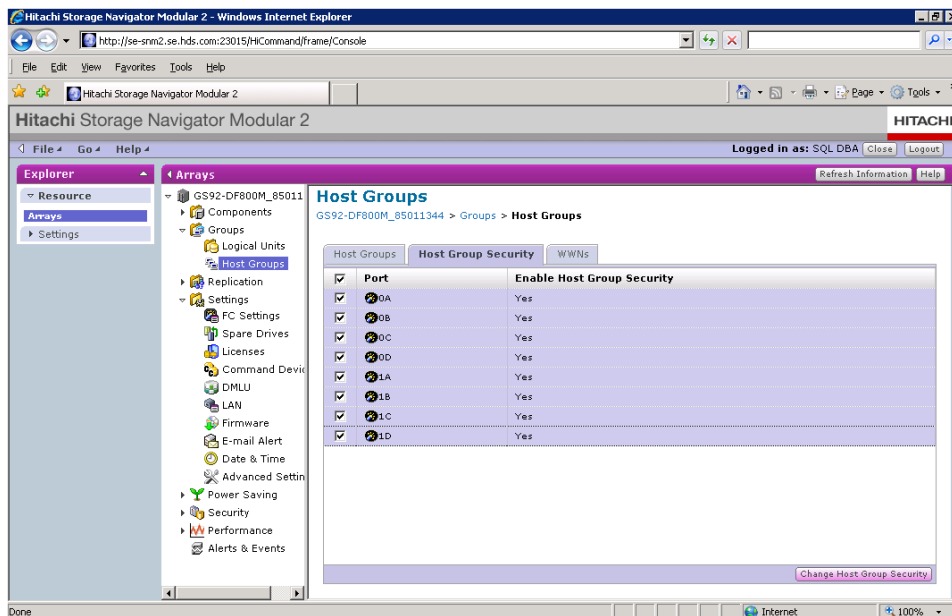 Hitachi Storage Navigator Modular 2 - Windows Internet Explorer
http://se-snm2.se.hds.com:23015/HiCommand/frame/Console
File Edit View Favorites Tools Help
Hitachi Storage Navigator Modular 2
Page Tools
Hitachi Storage Navigator Modular 2
HITACHI
File Go Help
Logged in as: SQL DBA Close Logout
Explorer
Resource
Arrays
Settings
Arrays
Refresh Information Help
GS92-DF800M_85011
Components
Groups
Logical Units
Host Groups
Replication
Settings
FC Settings
Spare Drives
Licenses
Command Devic
DMLU
LAN
Firmware
E-mail Alert
Date & Time
Advanced Settin
Power Saving
Security
Performance
Alerts & Events
Host Groups
GS92-DF800M_85011344 > Groups > Host Groups
Host Groups Host Group Security WWNs
Port Enable Host Group Security
0A Yes
0B Yes
0C Yes
0D Yes
1A Yes
1B Yes
1C Yes
1D Yes
Change Host Group Security
Done
Internet
100%